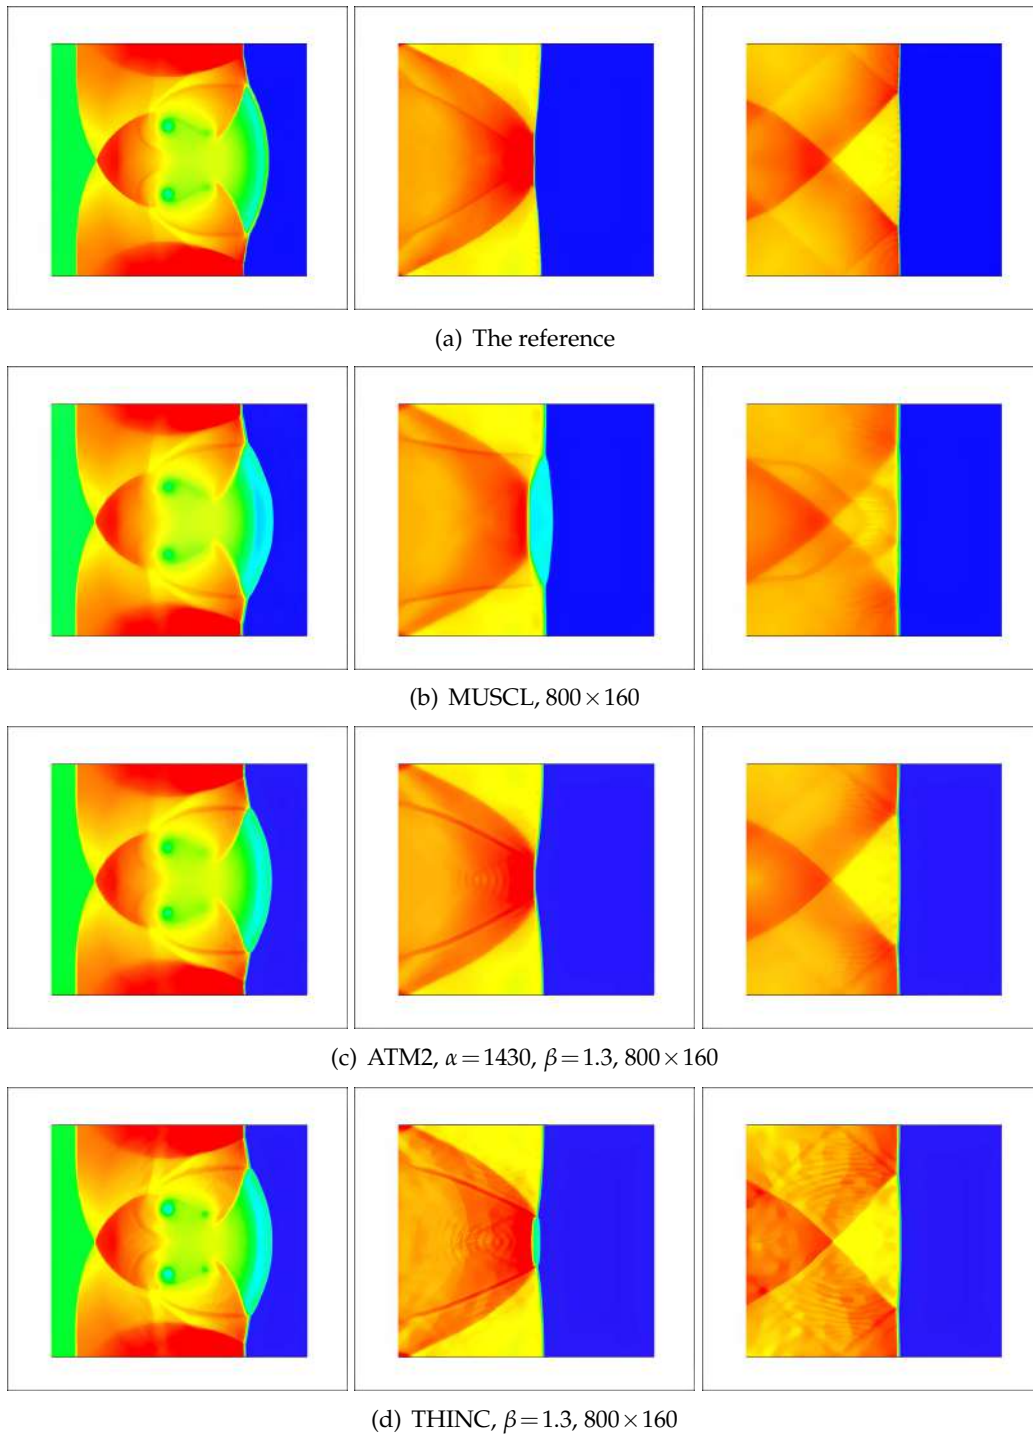 (a) The reference
(b) MUSCL, 800×160
(c) ATM2, α=1430, β=1.3, 800×160
(d) THINC, β=1.3, 800×160